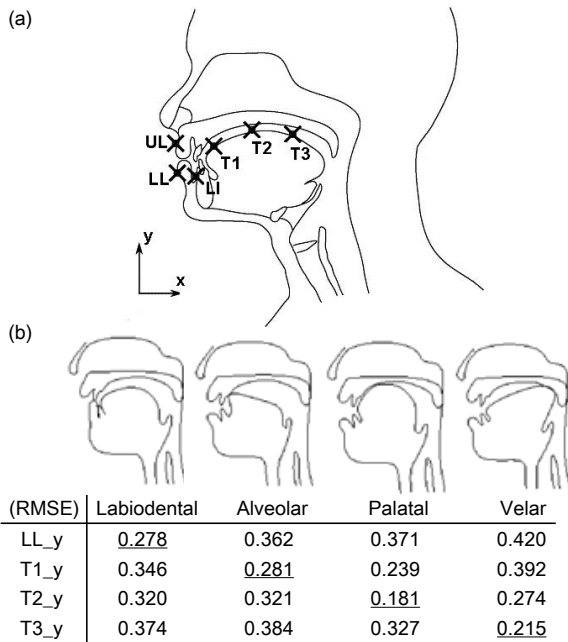 (a)
UL
LL
LI
T1
T2
T3
y
x
(b)
(RMSE) Labiodental Alveolar Palatal Velar
LL_y 0.278 0.362 0.371 0.420
T1_y 0.346 0.281 0.239 0.392
T2_y 0.320 0.321 0.181 0.274
T3_y 0.374 0.384 0.327 0.215